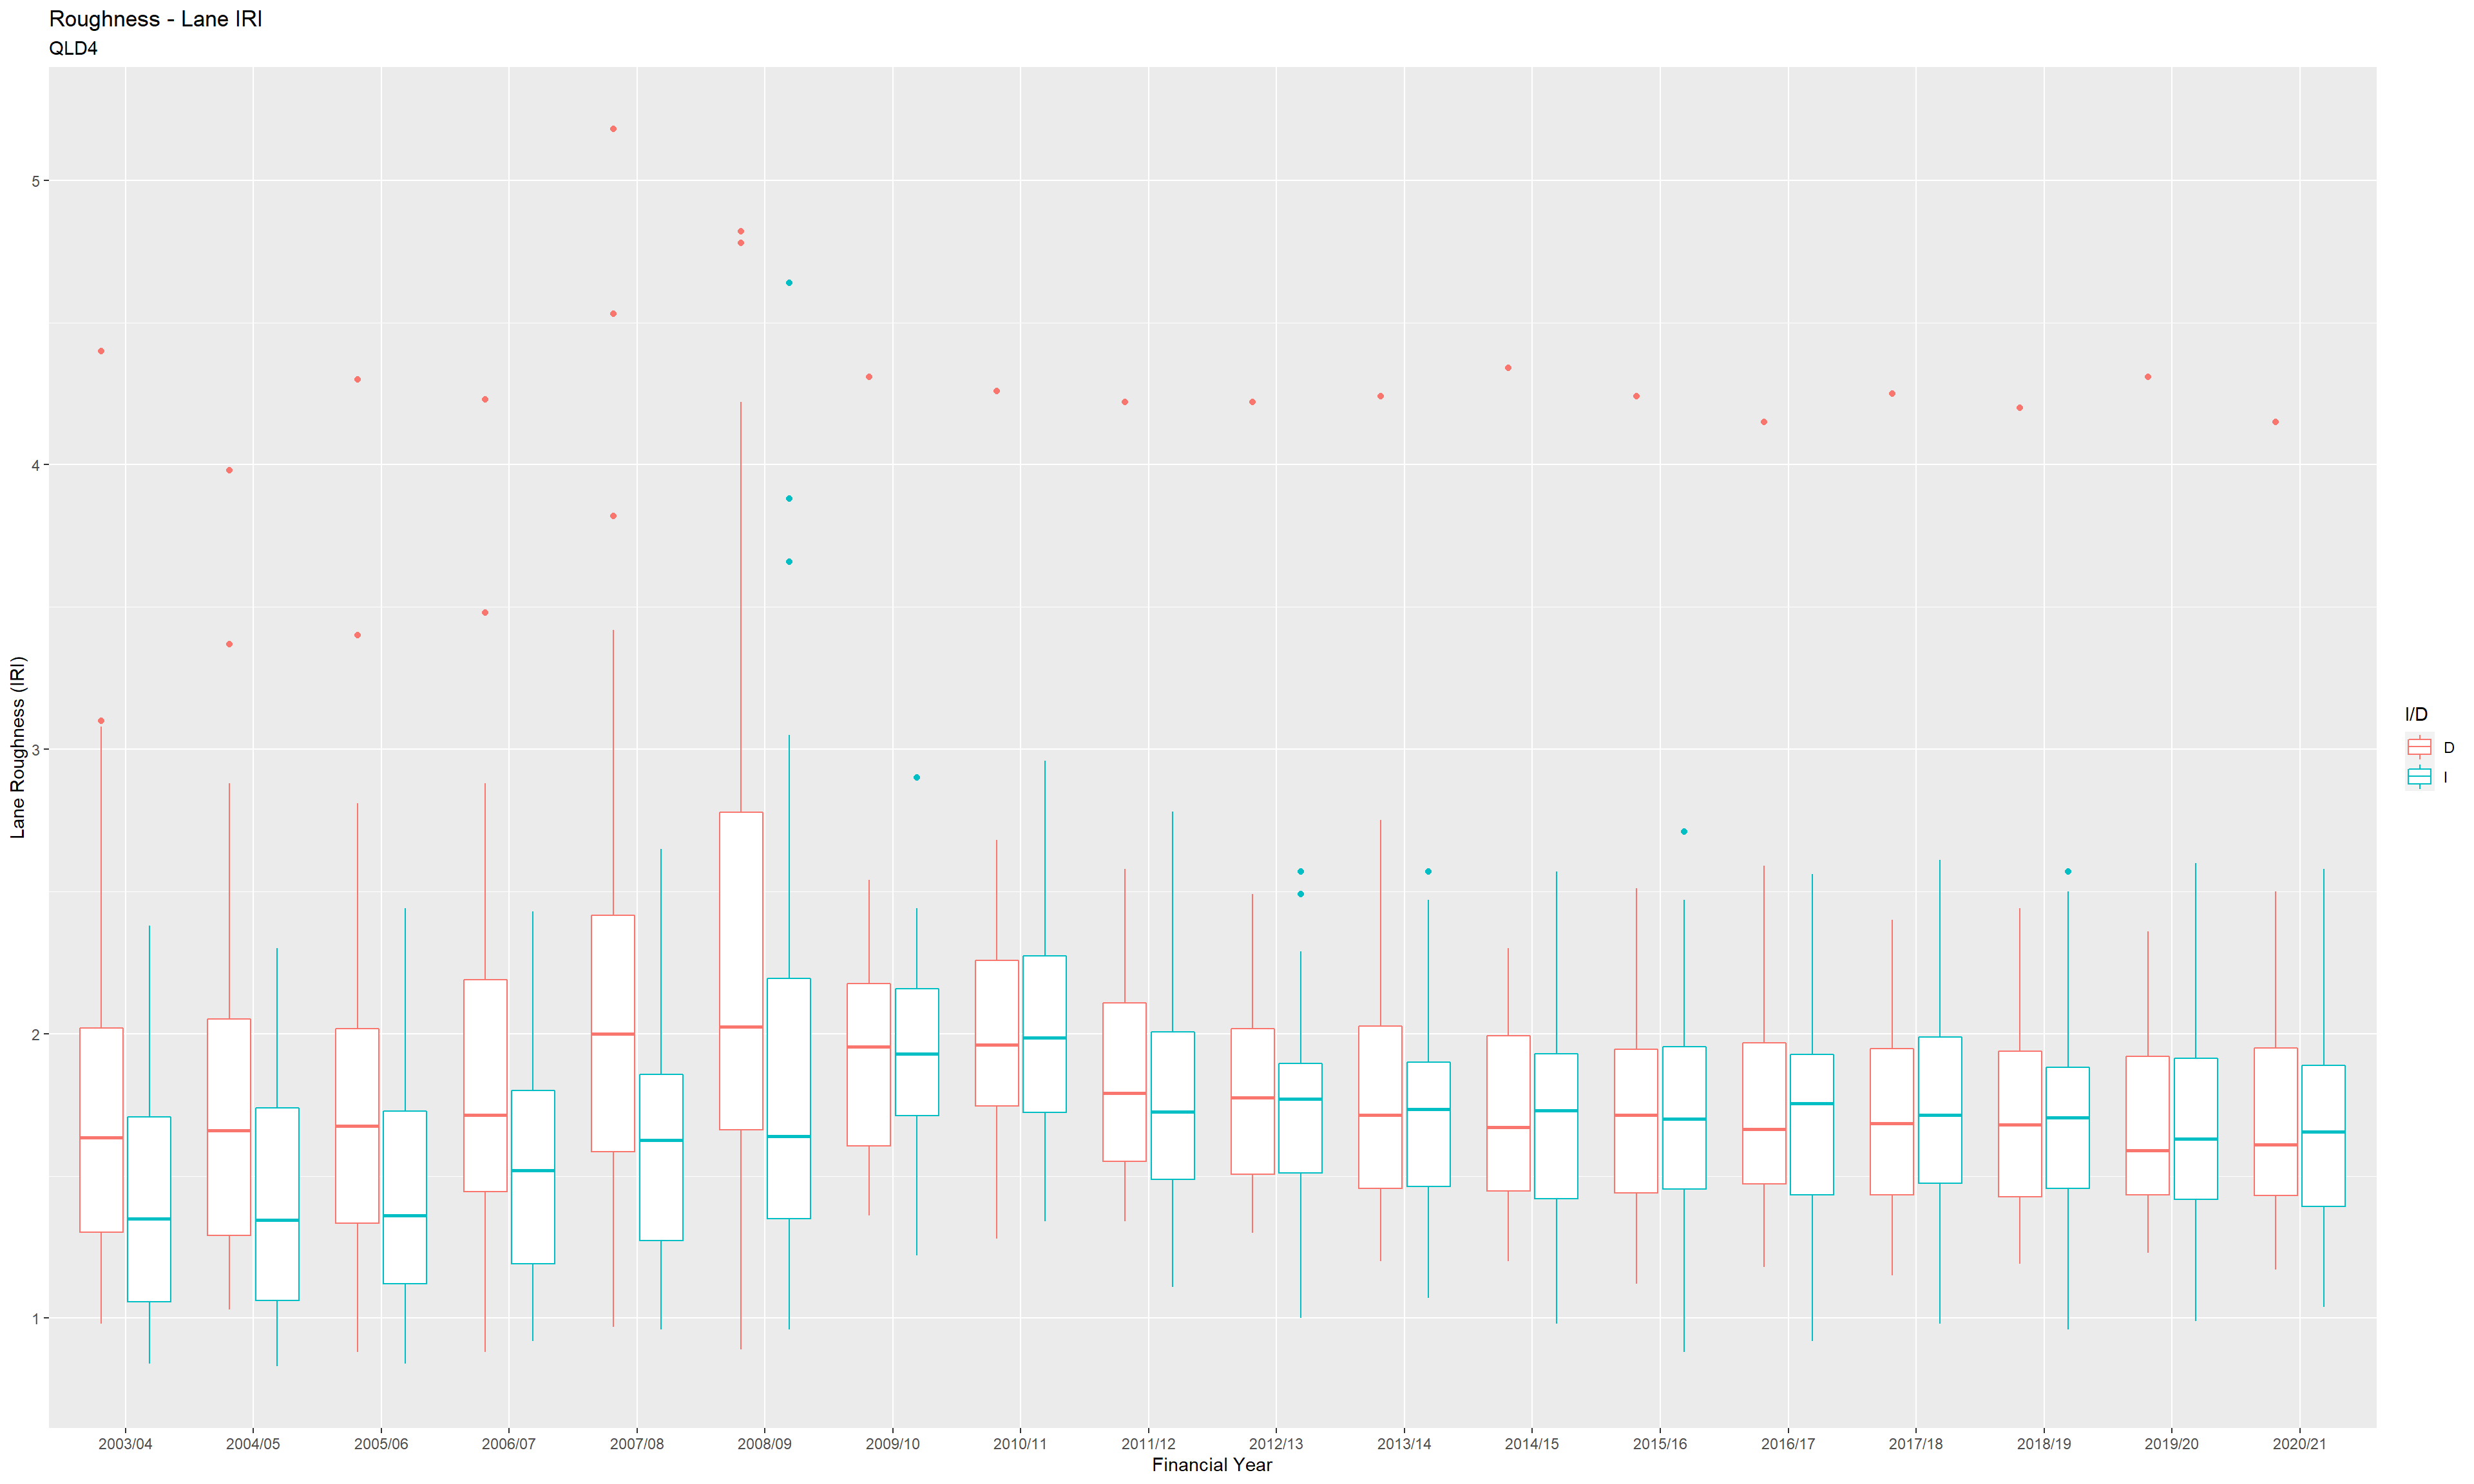 Roughness - Lane IRI
QLD4
Lane Roughness (IRI)
5
4
3
2
1
2003/04 2004/05 2005/06 2006/07 2007/08 2008/09 2009/10 2010/11 2011/12 2012/13 2013/14 2014/15 2015/16 2016/17 2017/18 2018/19 2019/20 2020/21
Financial Year
I/D
D
I